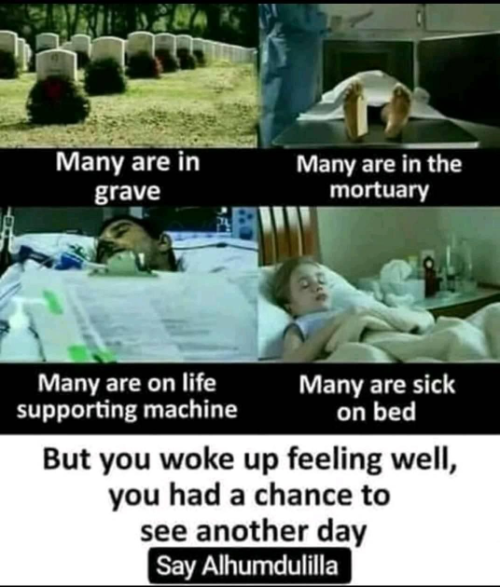 Many are in
grave
Many are in the
mortuary
Many are on life
supporting machine
Many are sick
on bed
But you woke up feeling well,
you had a chance to
see another day
Say Alhumdulilla